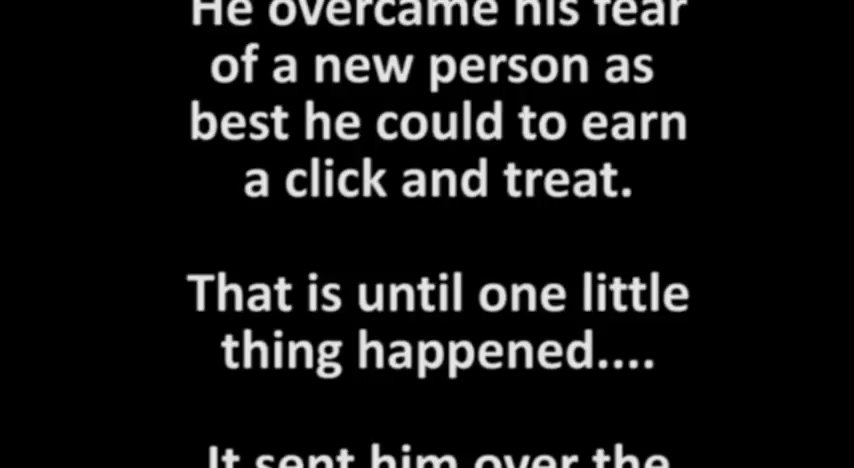 He overcame his fear
of a new person as
best he could to earn
a click and treat.
That is until one little
thing happened....
It sent him over the